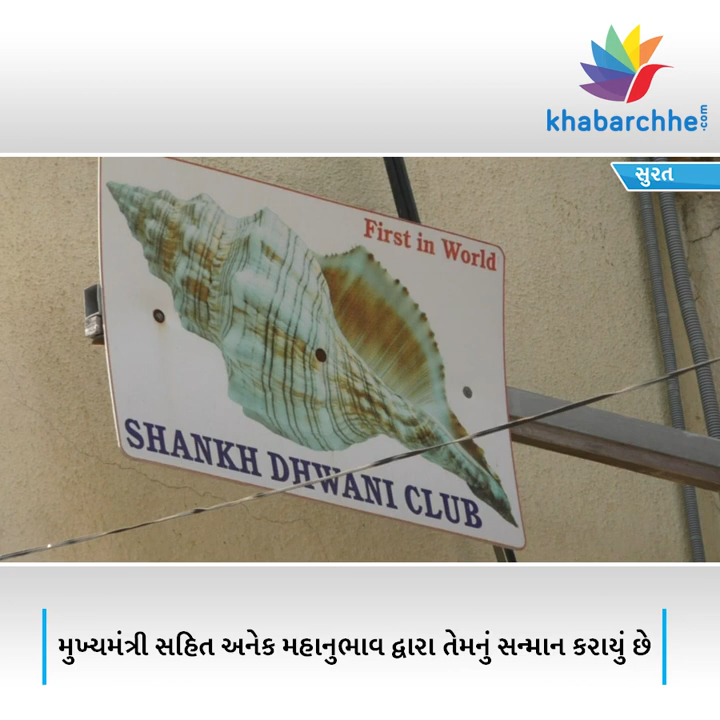 khabarchhe.com
સુરત
First in World
SHANKH DHWANI CLUB
મુખ્યમંત્રી સહિત અનેક મહાનુભાવ દ્વારા તેમનું સન્માન કરાયું છે